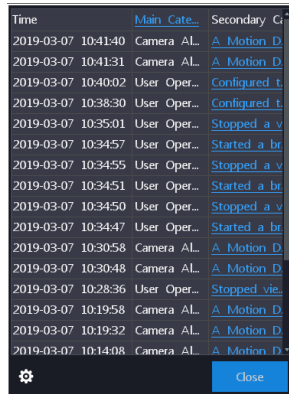 Time Main Cate... Secondary Ca
2019-03-07 10:41:40 Camera Al... A Motion D.
2019-03-07 10:41:31 Camera Al... A Motion D.
2019-03-07 10:40:02 User Oper... Configured t.
2019-03-07 10:38:30 User Oper... Configured t.
2019-03-07 10:35:01 User Oper... Stopped a v
2019-03-07 10:34:57 User Oper... Started a br.
2019-03-07 10:34:55 User Oper... Stopped a v
2019-03-07 10:34:51 User Oper... Started a br.
2019-03-07 10:34:50 User Oper... Stopped a v
2019-03-07 10:34:47 User Oper... Started a br.
2019-03-07 10:30:58 Camera Al... A Motion D.
2019-03-07 10:30:48 Camera Al... A Motion D.
2019-03-07 10:28:36 User Oper... Stopped vie..
2019-03-07 10:19:58 Camera Al... A Motion D.
2019-03-07 10:19:32 Camera Al... A Motion D.
2019-03-07 10:14:08 Camera Al... A Motion D.
Close